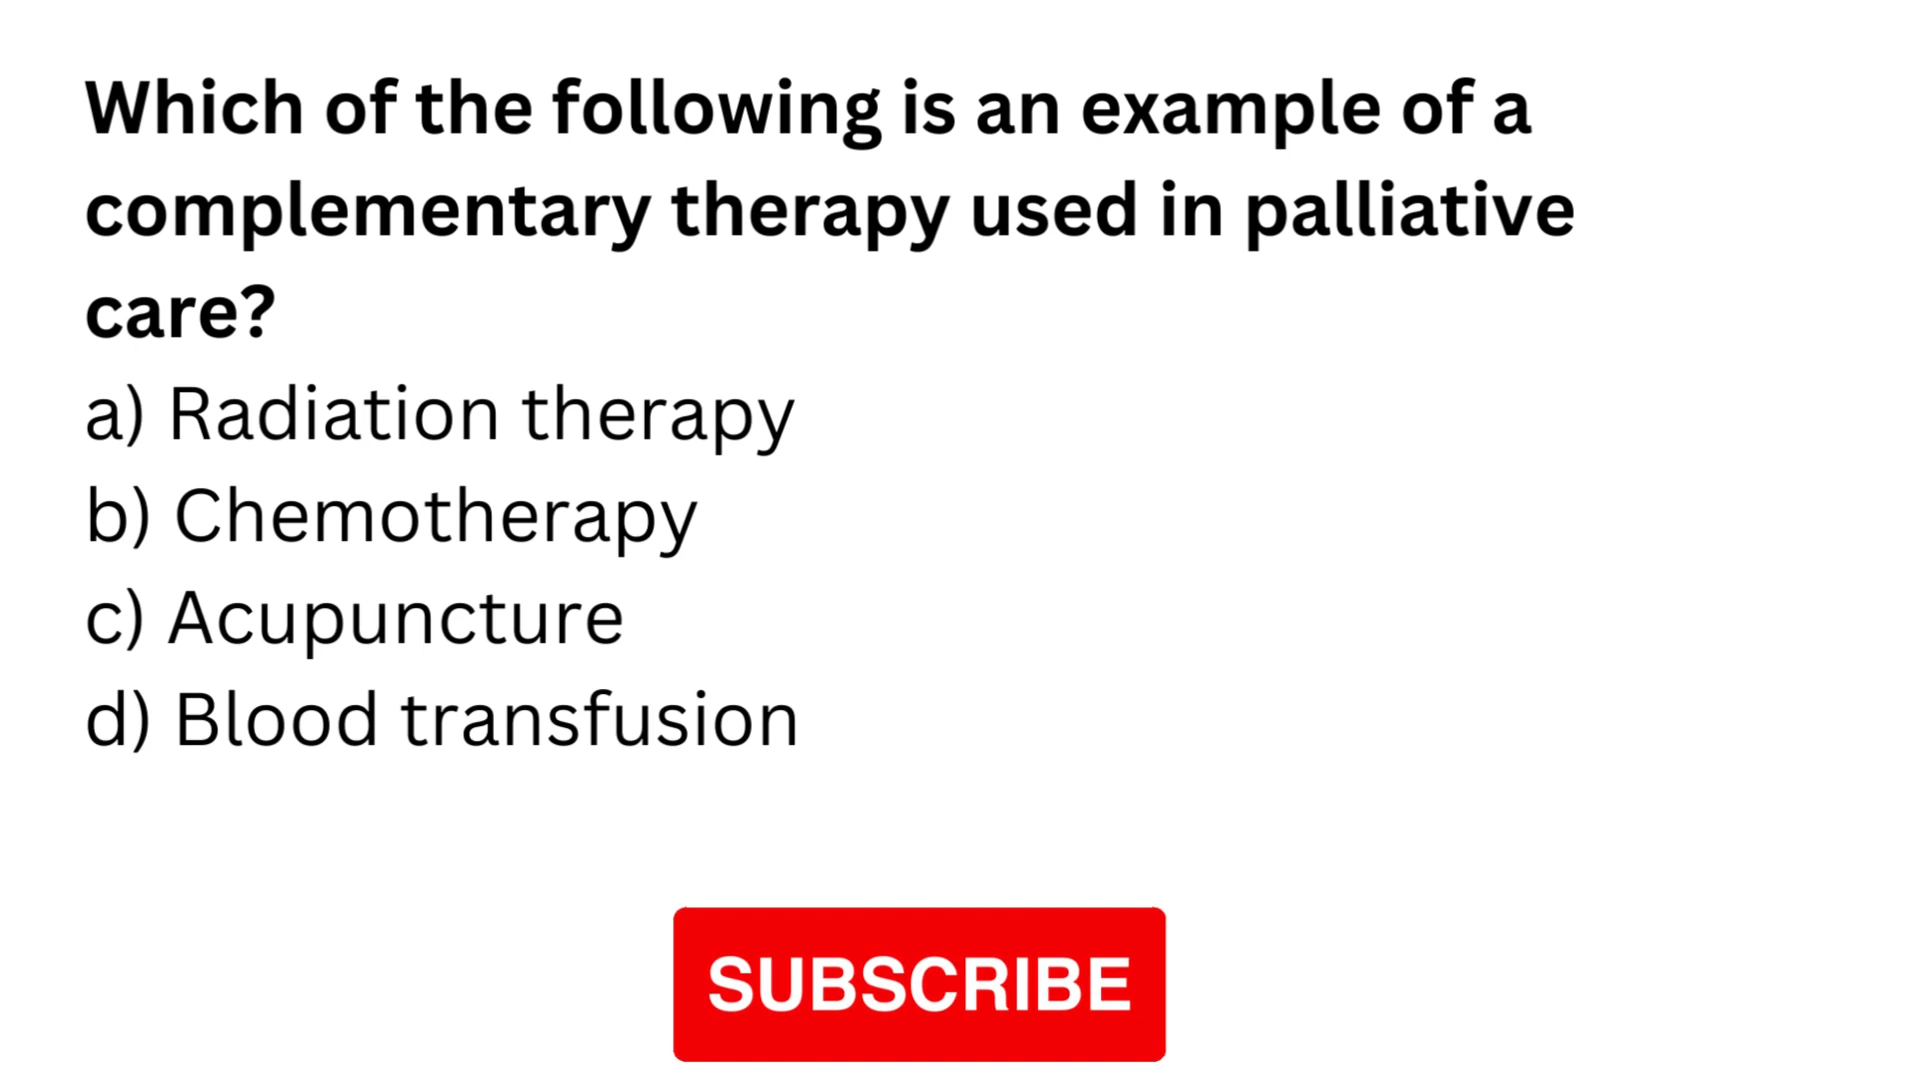 Which of the following is an example of a
complementary therapy used in palliative
care?
a) Radiation therapy
b) Chemotherapy
c) Acupuncture
d) Blood transfusion
SUBSCRIBE